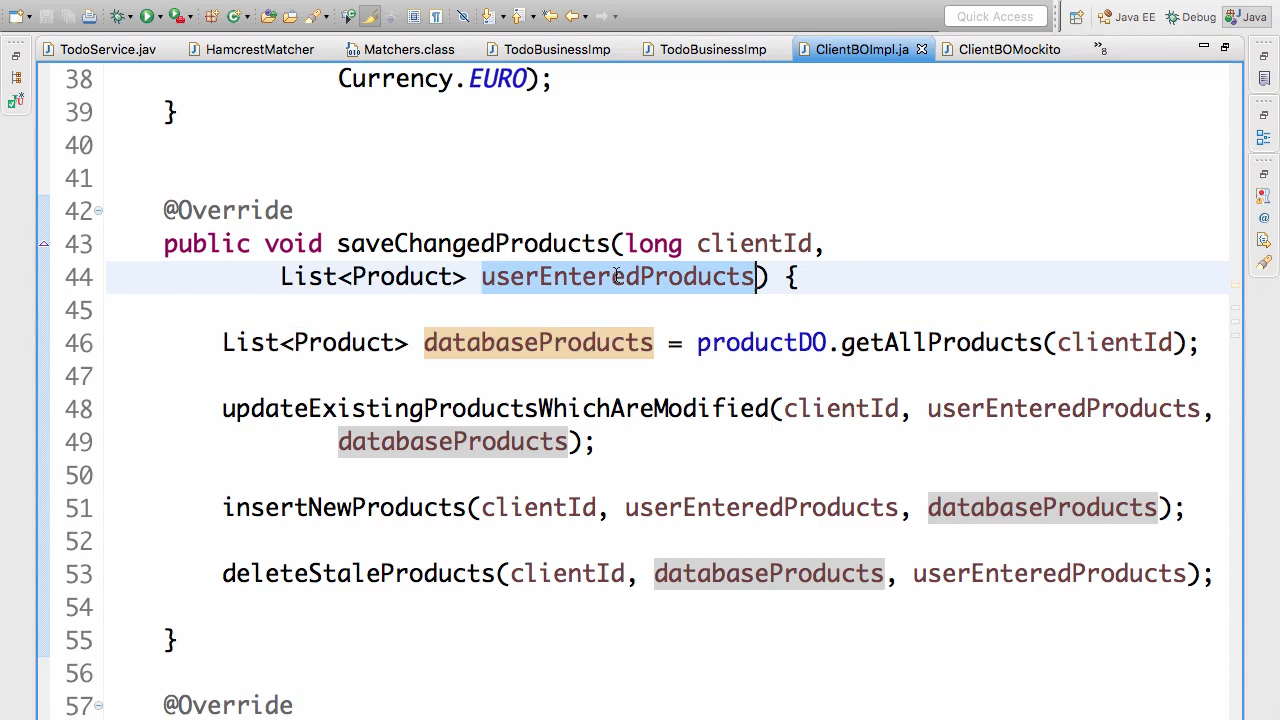 Quick Access
Java EE
Debug
Java
TodoService.jav
HamcrestMatcher
Matchers.class
TodoBusinessImp
TodoBusinessImp
ClientBOImpl.ja
ClientBOMockito
»8
38 Currency.EURO);
39 }
40
41
42 @Override
43 public void saveChangedProducts(long clientId,
44 List<Product> userEnteredProducts) {
45
46 List<Product> databaseProducts = productDO.getAllProducts(clientId);
47
48 updateExistingProductsWhichAreModified(clientId, userEnteredProducts,
49 databaseProducts);
50
51 insertNewProducts(clientId, userEnteredProducts, databaseProducts);
52
53 deleteStaleProducts(clientId, databaseProducts, userEnteredProducts);
54
55 }
56
57 @Override